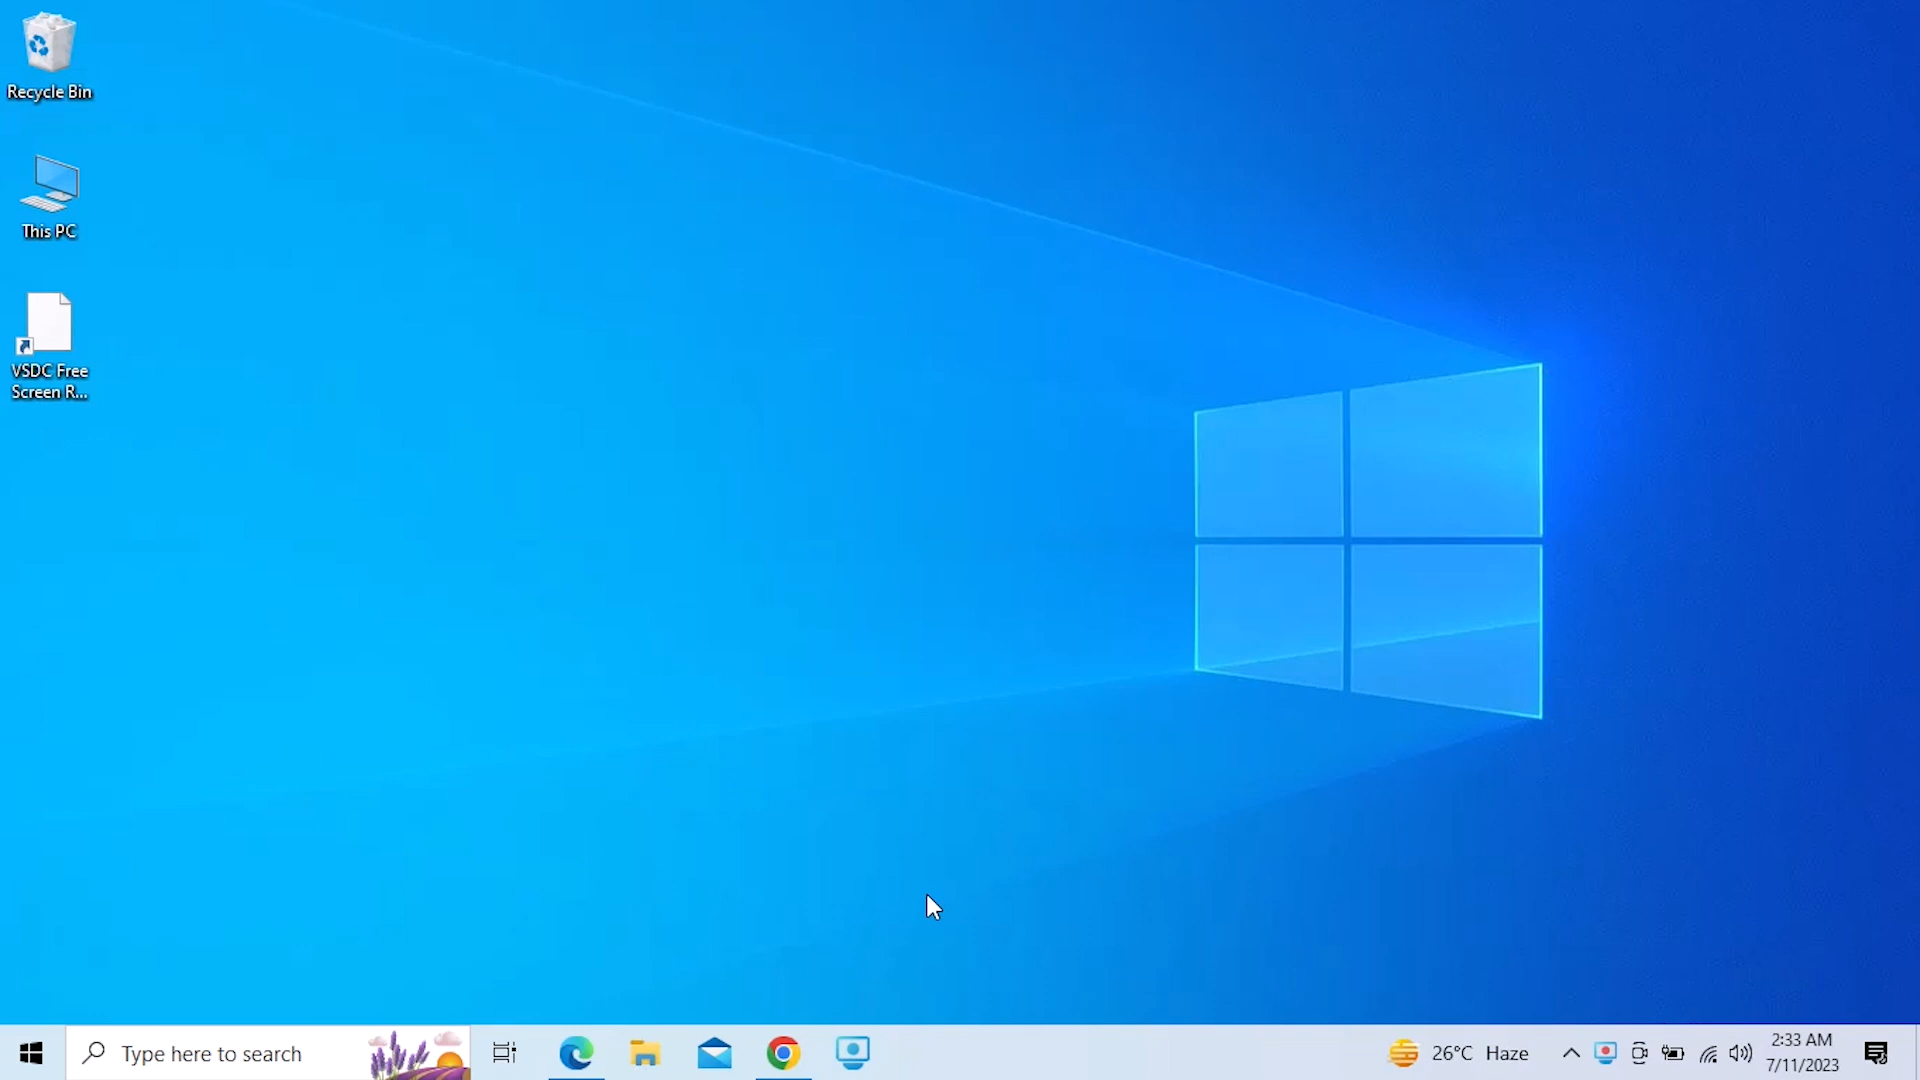 Recycle Bin
This PC
VSDC Free
Screen R...
Type here to search
26°C Haze
2:33 AM
7/11/2023